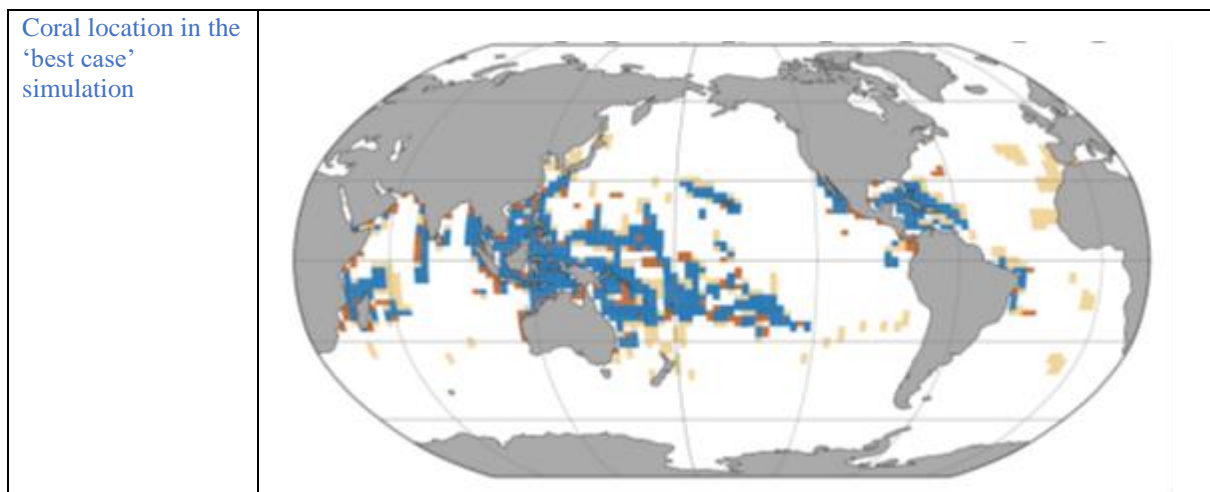 Coral location in the
‘best case’
simulation